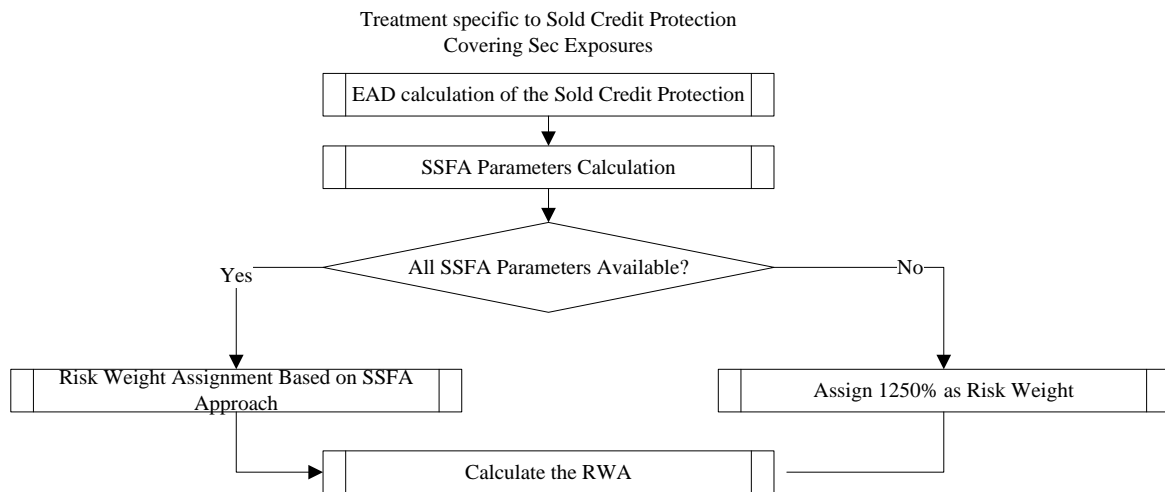 Treatment specific to Sold Credit Protection
Covering Sec Exposures
EAD calculation of the Sold Credit Protection
SSFA Parameters Calculation
All SSFA Parameters Available?
Yes
No
Risk Weight Assignment Based on SSFA
Approach
Assign 1250% as Risk Weight
Calculate the RWA